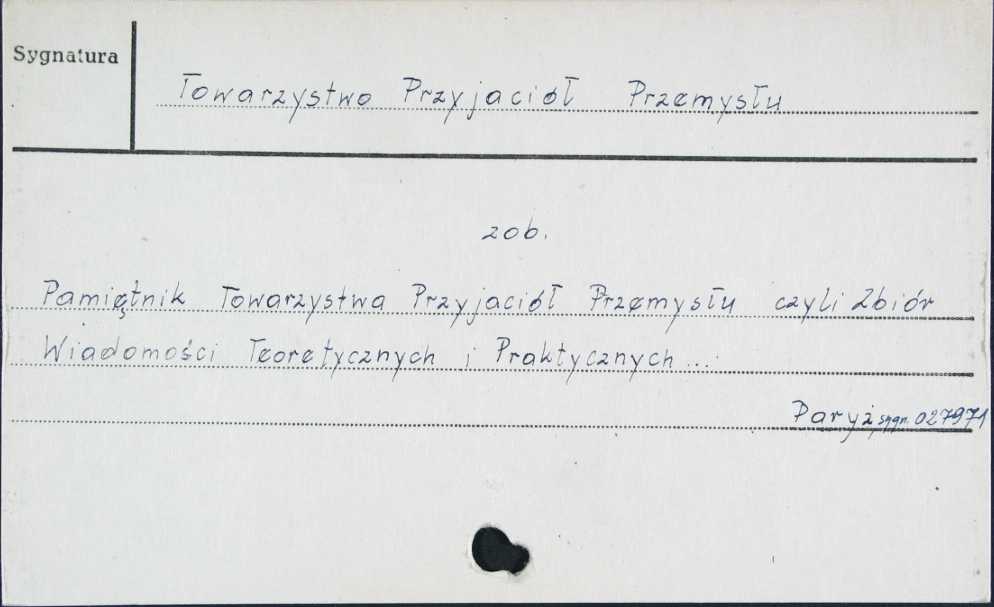 Sygnatura
Towarzystwo Przyjaciół Przemysłu
zob.
Pamiętnik Towarzystwa Przyjaciół Przemysłu czyli Zbiór
Wiadomości Teoretycznych i Praktycznych ...
Paryż sygn. 027971